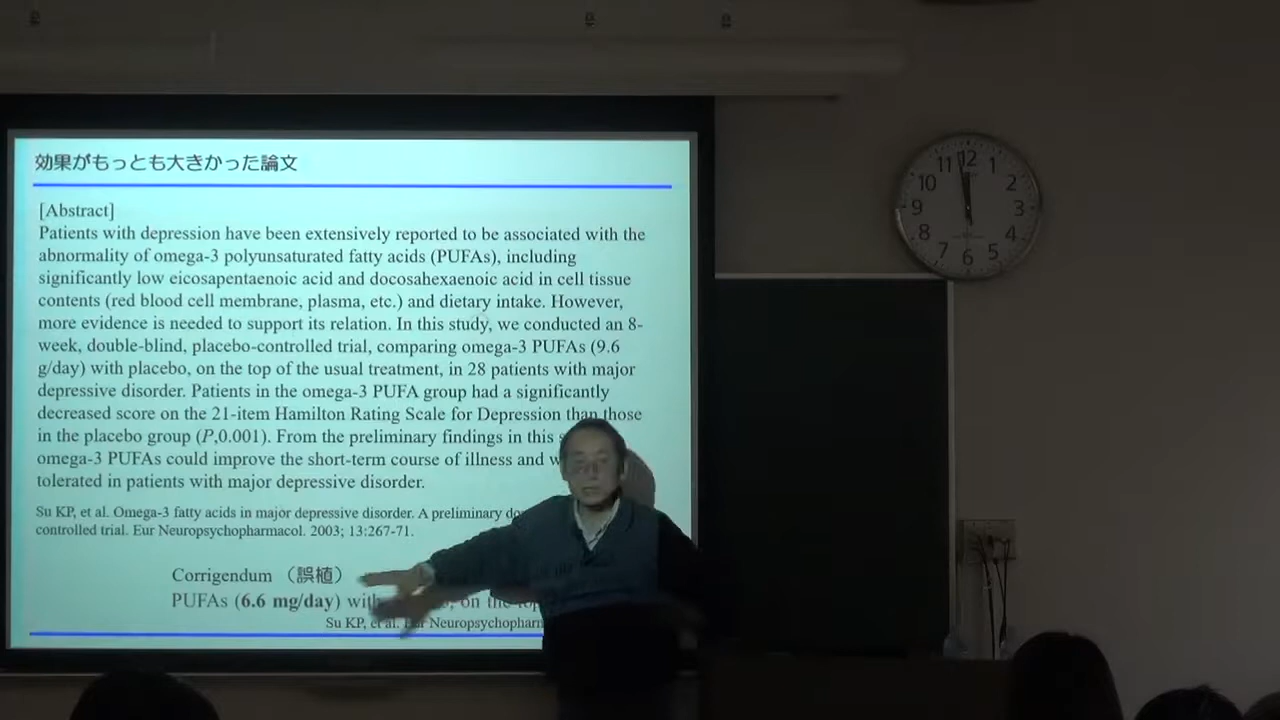 効果がもっとも大きかった論文
[Abstract]
Patients with depression have been extensively reported to be associated with the
abnormality of omega-3 polyunsaturated fatty acids (PUFAs), including
significantly low eicosapentaenoic acid and docosahexaenoic acid in cell tissue
contents (red blood cell membrane, plasma, etc.) and dietary intake. However,
more evidence is needed to support its relation. In this study, we conducted an 8-
week, double-blind, placebo-controlled trial, comparing omega-3 PUFAs (9.6
g/day) with placebo, on the top of the usual treatment, in 28 patients with major
depressive disorder. Patients in the omega-3 PUFA group had a significantly
decreased score on the 21-item Hamilton Rating Scale for Depression than those
in the placebo group (P,0.001). From the preliminary findings in this
omega-3 PUFAs could improve the short-term course of illness and
tolerated in patients with major depressive disorder.
Su KP, et al. Omega-3 fatty acids in major depressive disorder. A preliminary
controlled trial. Eur Neuropsychopharmacol. 2003; 13:267-71.
Corrigendum （誤植）
PUFAs (6.6 mg/day) with on the top
Su KP, et al. Eur Neuropsychopharm
11 12 1
10 2
9 3
8 4
7 6 5